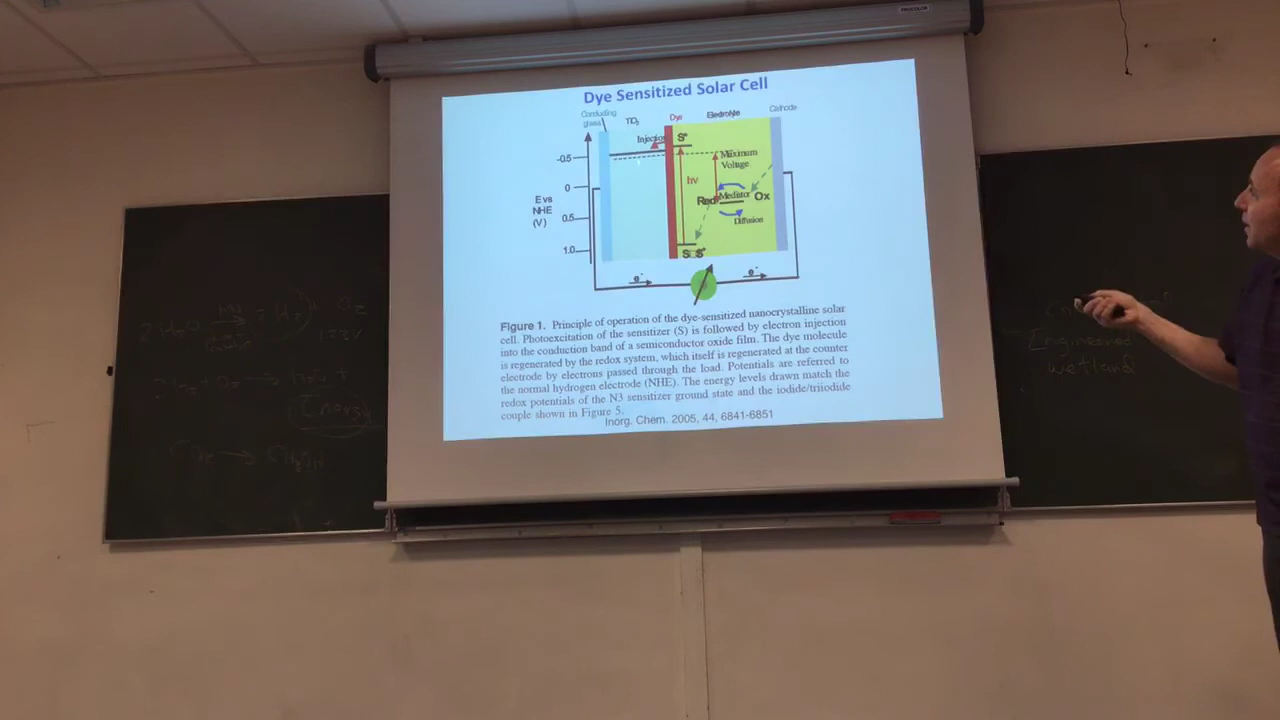 Dye Sensitized Solar Cell
Conducting
glass
TiO2
Dye
Electrolyte
Cathode
Injection
S*
-0.5
Maximum
Voltage
hν
0
E vs
NHE
(V)
Red
Mediator
Ox
0.5
Diffusion
1.0
e-
e-
Figure 1. Principle of operation of the dye-sensitized nanocrystalline solar
cell. Photoexcitation of the sensitizer (S) is followed by electron injection
into the conduction band of a semiconductor oxide film. The dye molecule
is regenerated by the redox system, which itself is regenerated at the counter
electrode by electrons passed through the load. Potentials are referred to
the normal hydrogen electrode (NHE). The energy levels drawn match the
redox potentials of the N3 sensitizer ground state and the iodide/triiodide
couple shown in Figure 5.
Inorg. Chem. 2005, 44, 6841-6851
Engineered
Wetland